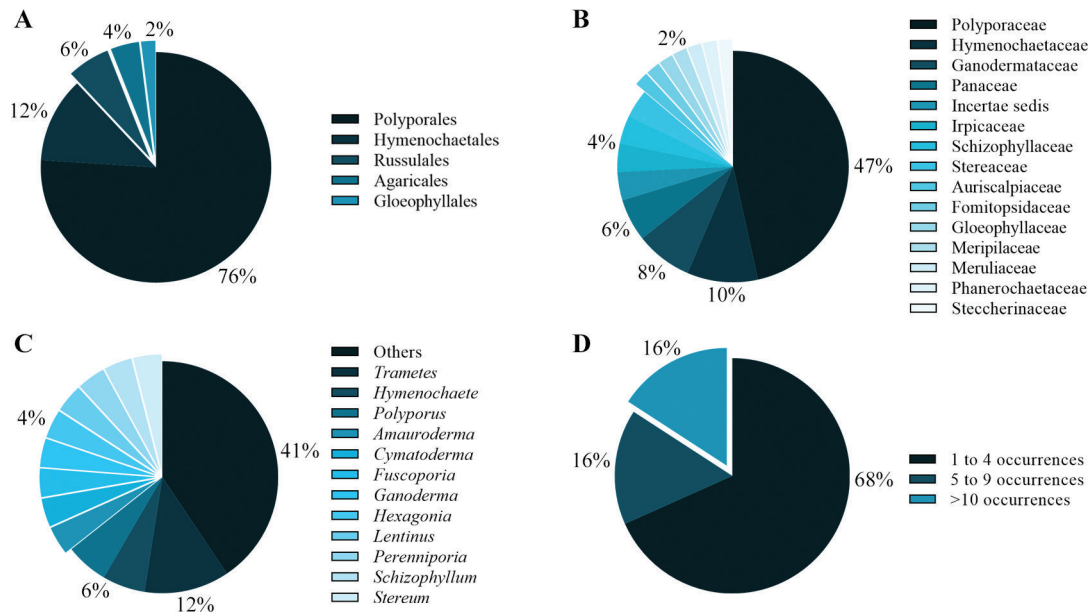 A
2%
4%
6%
12%
76%
Polyporales
Hymenochaetales
Russulales
Agaricales
Gloeophyllales
B
2%
4%
6%
8%
10%
47%
Polyporaceae
Hymenochaetaceae
Ganodermataceae
Panaceae
Incertae sedis
Irpicaceae
Schizophyllaceae
Stereaceae
Auriscalpiaceae
Fomitopsidaceae
Gloeophyllaceae
Meripilaceae
Meruliaceae
Phanerochaetaceae
Steccherinaceae
C
4%
41%
6%
12%
Others
Trametes
Hymenochaete
Polyporus
Amauroderma
Cymatoderma
Fuscoporia
Ganoderma
Hexagonia
Lentinus
Perenniporia
Schizophyllum
Stereum
D
16%
16%
68%
1 to 4 occurrences
5 to 9 occurrences
>10 occurrences